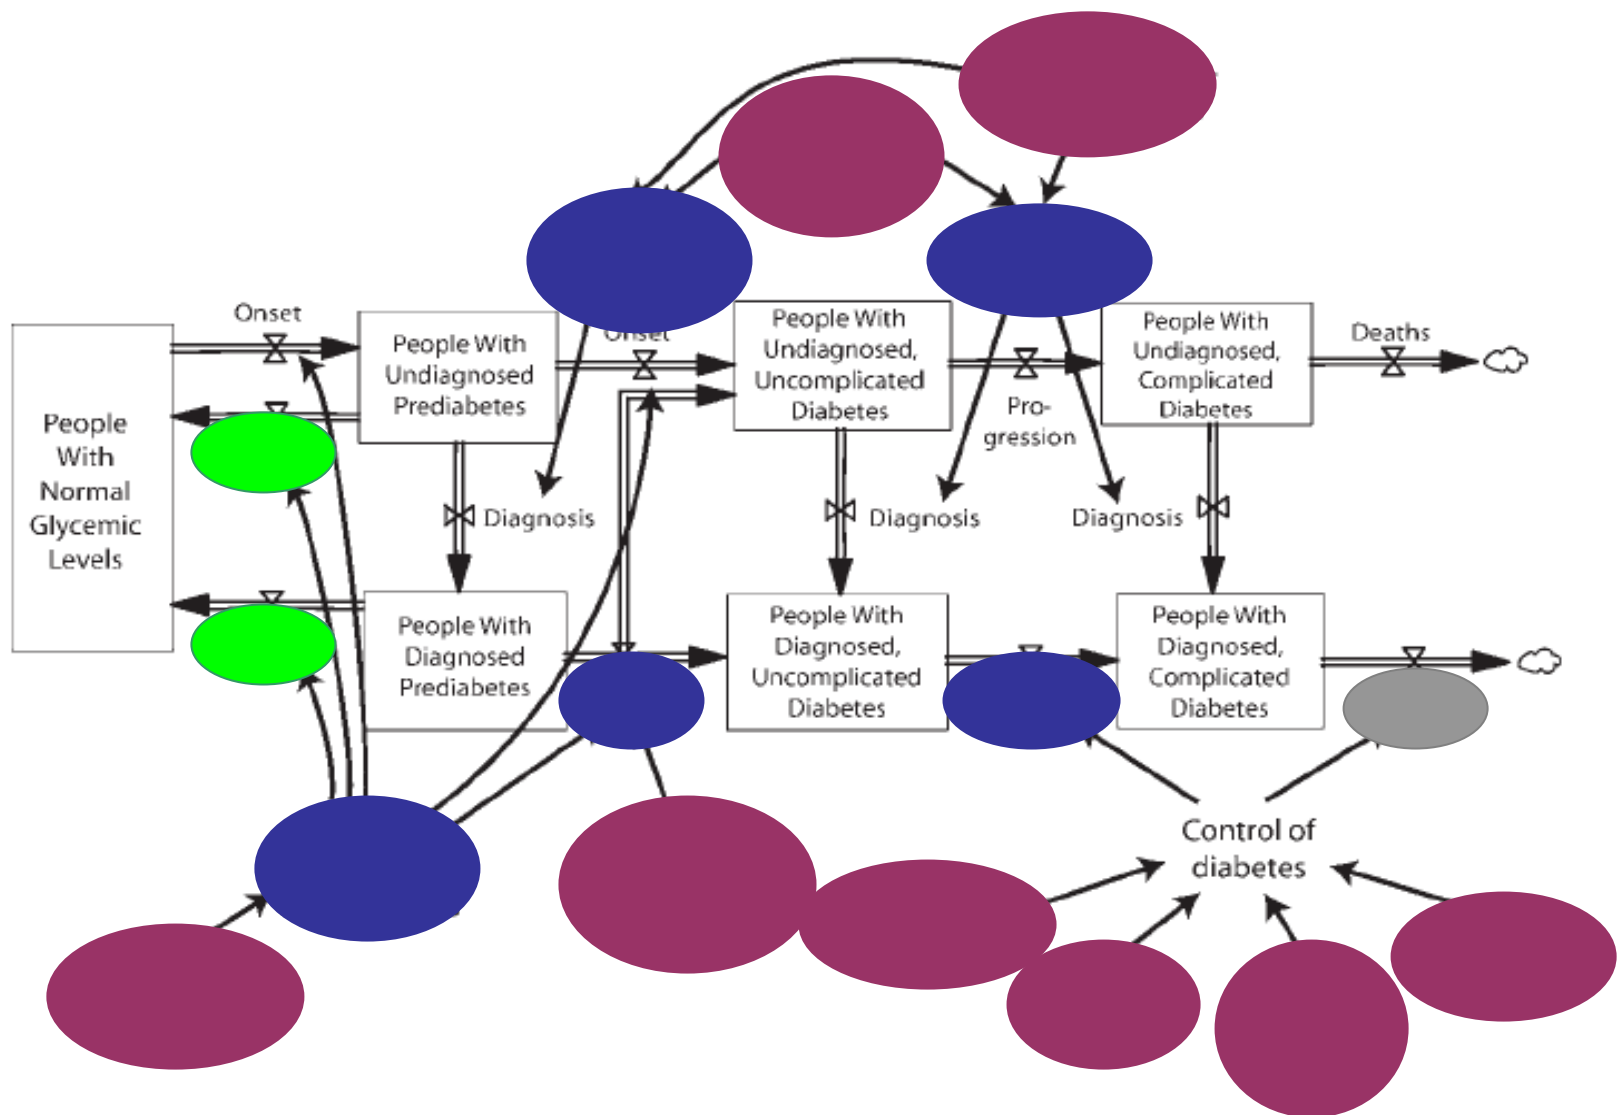 Onset
People With
Undiagnosed
Prediabetes
Onset
People With
Undiagnosed,
Uncomplicated
Diabetes
People With
Undiagnosed,
Complicated
Diabetes
Deaths
People
With
Normal
Glycemic
Levels
Pro-
gression
Diagnosis
Diagnosis
Diagnosis
People With
Diagnosed
Prediabetes
People With
Diagnosed,
Uncomplicated
Diabetes
People With
Diagnosed,
Complicated
Diabetes
Control of
diabetes